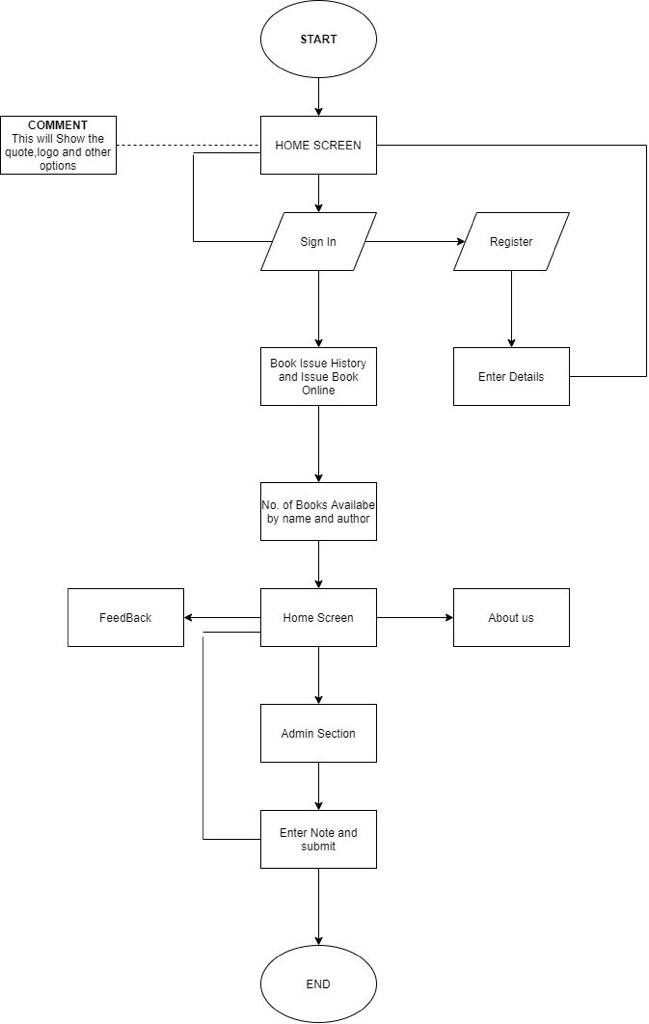 START
COMMENT
This will Show the
quote,logo and other
options
HOME SCREEN
Sign In
Register
Book Issue History
and Issue Book
Online
Enter Details
No. of Books Availabe
by name and author
FeedBack
Home Screen
About us
Admin Section
Enter Note and
submit
END